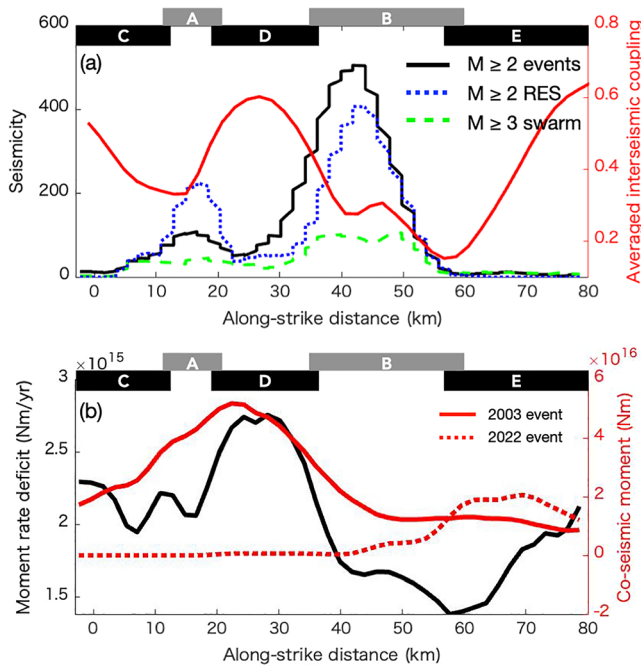 A B
C D E
600 0.8
(a)
M ≥ 2 events
M ≥ 2 RES
M ≥ 3 swarm
400 0.6
200 0.4
0 0.2
Seismicity
Averaged interseismic coupling
0 10 20 30 40 50 60 70 80
Along-strike distance (km)
×10¹⁵ ×10¹⁶
A B
C D E
3 6
(b)
2003 event
2022 event
2.5 4
2 2
0
1.5 -2
Moment rate deficit (Nm/yr)
Co-seismic moment (Nm)
0 10 20 30 40 50 60 70 80
Along-strike distance (km)